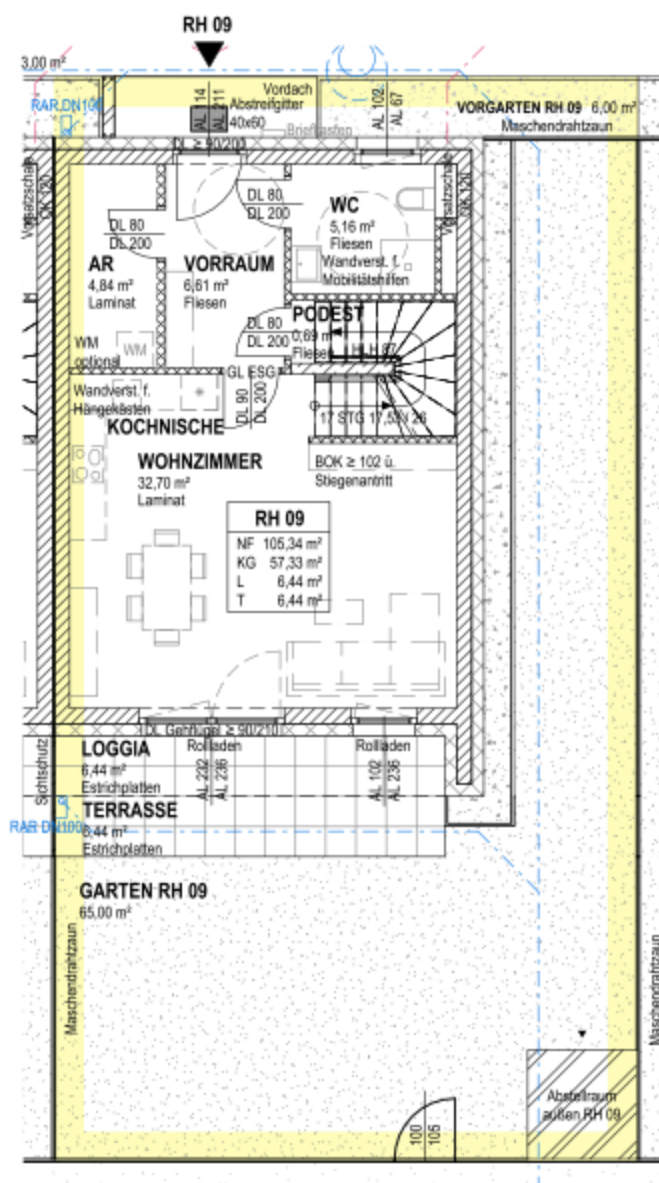 RH 09
3,00 m²
Vordach
RAR DN100
AL 114
AL 211
Abstreifgitter
40x60
AL 102
AL 67
VORGARTEN RH 09 6,00 m²
Maschendrahtzaun
Briefkasten
DL ≥ 90/200
Vorsatzschale
OK 120
Vorsatzschale
OK 120
DL 80
DL 200
DL 80
DL 200
WC
5,16 m²
Fliesen
Wandverst. f.
Mobilitätshilfen
AR
4,84 m²
Laminat
VORRAUM
6,61 m²
Fliesen
PODEST
0,69 m
Fliesen
DL 80
DL 200
WM
optional
WM
GL ESG
DL 90
DL 200
Wandverst. f.
Hängekästen
KOCHNISCHE
17 STG 17,53 / 26
WOHNZIMMER
32,70 m²
Laminat
BOK ≥ 102 ü.
Stiegenantritt
RH 09
NF 105,34 m²
KG 57,33 m²
L 6,44 m²
T 6,44 m²
DL Gehflügel ≥ 90/210
Sichtschutz
LOGGIA
6,44 m²
Estrichplatten
Rollladen
AL 232
AL 236
Rollladen
AL 102
AL 236
RAR DN100
TERRASSE
6,44 m²
Estrichplatten
GARTEN RH 09
65,00 m²
Maschendrahtzaun
Maschendrahtzaun
Abstellraum
außen RH 09
100
105